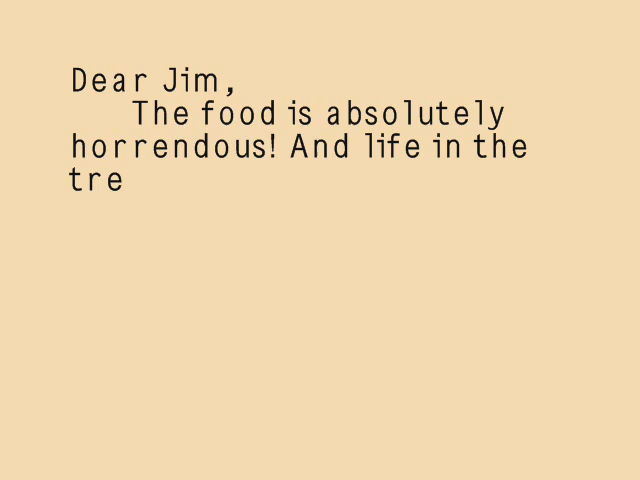 Dear Jim,
The food is absolutely
horrendous! And life in the
tre